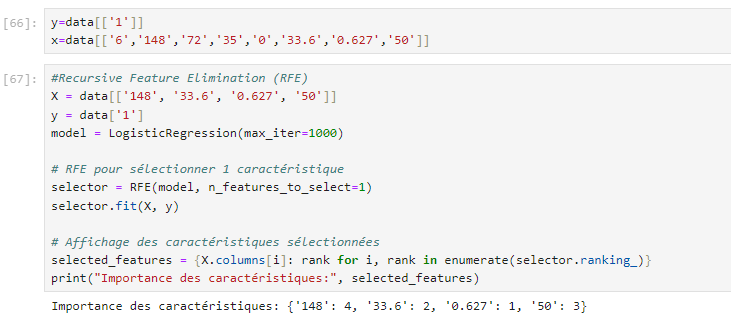 [66]: y=data[['1']]
x=data[['6','148','72','35','0','33.6','0.627','50']]
[67]: #Recursive Feature Elimination (RFE)
X = data[['148', '33.6', '0.627', '50']]
y = data['1']
model = LogisticRegression(max_iter=1000)
# RFE pour sélectionner 1 caractéristique
selector = RFE(model, n_features_to_select=1)
selector.fit(X, y)
# Affichage des caractéristiques sélectionnées
selected_features = {X.columns[i]: rank for i, rank in enumerate(selector.ranking_)}
print("Importance des caractéristiques:", selected_features)
Importance des caractéristiques: {'148': 4, '33.6': 2, '0.627': 1, '50': 3}